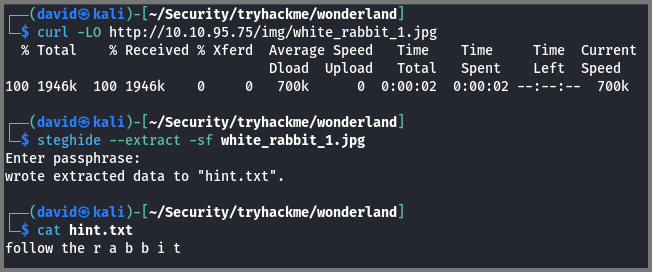 ┌──(david㉿kali)-[~/Security/tryhackme/wonderland]
└─$ curl -LO http://10.10.95.75/img/white_rabbit_1.jpg
  % Total    % Received % Xferd  Average Speed   Time    Time     Time  Current
                                 Dload  Upload   Total   Spent    Left  Speed
100 1946k  100 1946k    0     0   700k      0  0:00:02  0:00:02 --:--:--  700k
┌──(david㉿kali)-[~/Security/tryhackme/wonderland]
└─$ steghide --extract -sf white_rabbit_1.jpg
Enter passphrase:
wrote extracted data to "hint.txt".
┌──(david㉿kali)-[~/Security/tryhackme/wonderland]
└─$ cat hint.txt
follow the r a b b i t